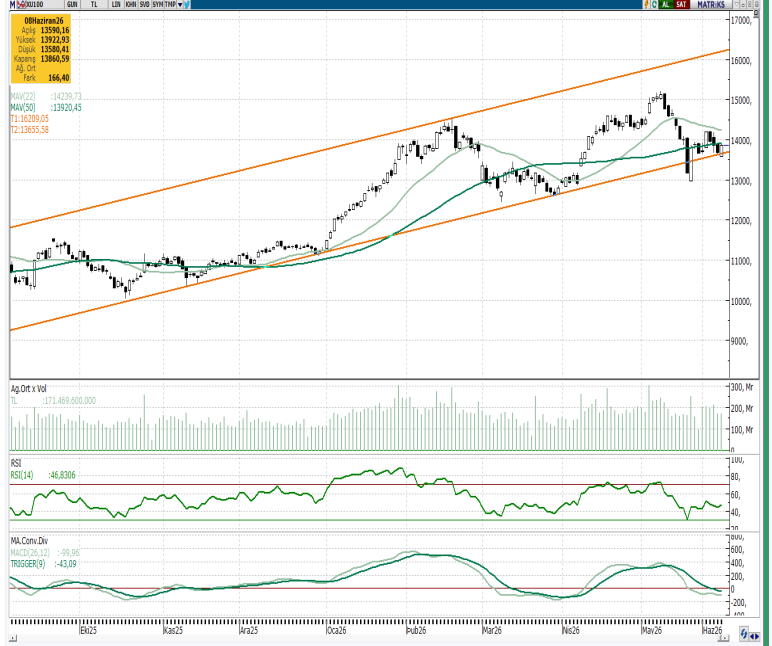 XU100 GUN TL LIN KHN SVD SYM TMP AL SAT MATR:KS
08Haziran26
Açılış 13590,16
Yüksek 13922,93
Düşük 13580,41
Kapanış 13860,59
Ağ. Ort
Fark 166,40
MAV(22) :14239,73
MAV(50) :13920,45
T1:16209,05
T2:13655,58
17000,
16000,
15000,
14000,
13000,
12000,
11000,
10000,
9000,
Ag.Ort x Vol
TL :171.469.600.000
300, Mr
200, Mr
100, Mr
0
RSI
RSI(14) :46,8306
100,
80,
60,
40,
20
MA.Conv.Div
MACD(26,12) :-99,96
TRIGGER(9) :-43,09
800,
600,
400,
200
0
-200,
-400
Eki25 Kas25 Ara25 Oca26 Þub26 Mar26 Nis26 May26 Haz26